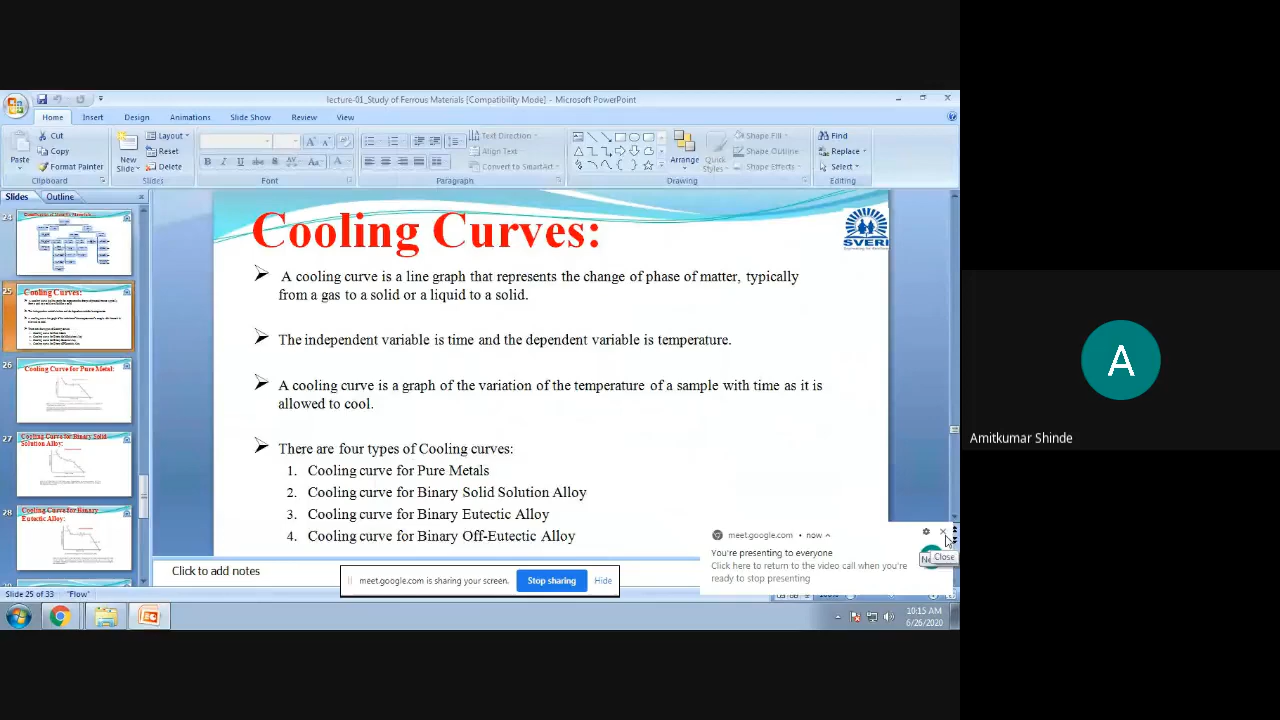 lecture-01_Study of Ferrous Materials [Compatibility Mode] - Microsoft PowerPoint
Home Insert Design Animations Slide Show Review View
Paste
Cut
Copy
Format Painter
Clipboard
New Slide
Layout
Reset
Delete
Slides
Font
Text Direction
Align Text
Convert to SmartArt
Paragraph
Arrange
Quick Styles
Shape Fill
Shape Outline
Shape Effects
Drawing
Find
Replace
Select
Editing
Slides Outline
25
Cooling Curves:
26
Cooling Curve for Pure Metal:
27
Cooling Curve for Binary Solid
Solution Alloy:
28
Cooling Curve for Binary
Eutectic Alloy:
Cooling Curves:
SVERI
➢ A cooling curve is a line graph that represents the change of phase of matter, typically
from a gas to a solid or a liquid to a solid.
➢ The independent variable is time and the dependent variable is temperature.
➢ A cooling curve is a graph of the variation of the temperature of a sample with time as it is
allowed to cool.
➢ There are four types of Cooling curves:
1. Cooling curve for Pure Metals
2. Cooling curve for Binary Solid Solution Alloy
3. Cooling curve for Binary Eutectic Alloy
4. Cooling curve for Binary Off-Eutectic Alloy
Click to add notes
meet.google.com is sharing your screen. Stop sharing Hide
meet.google.com • now
You're presenting to everyone
Click here to return to the video call when you're
ready to stop presenting
Close
Slide 25 of 33 "Flow"
10:15 AM
6/26/2020
A
Amitkumar Shinde